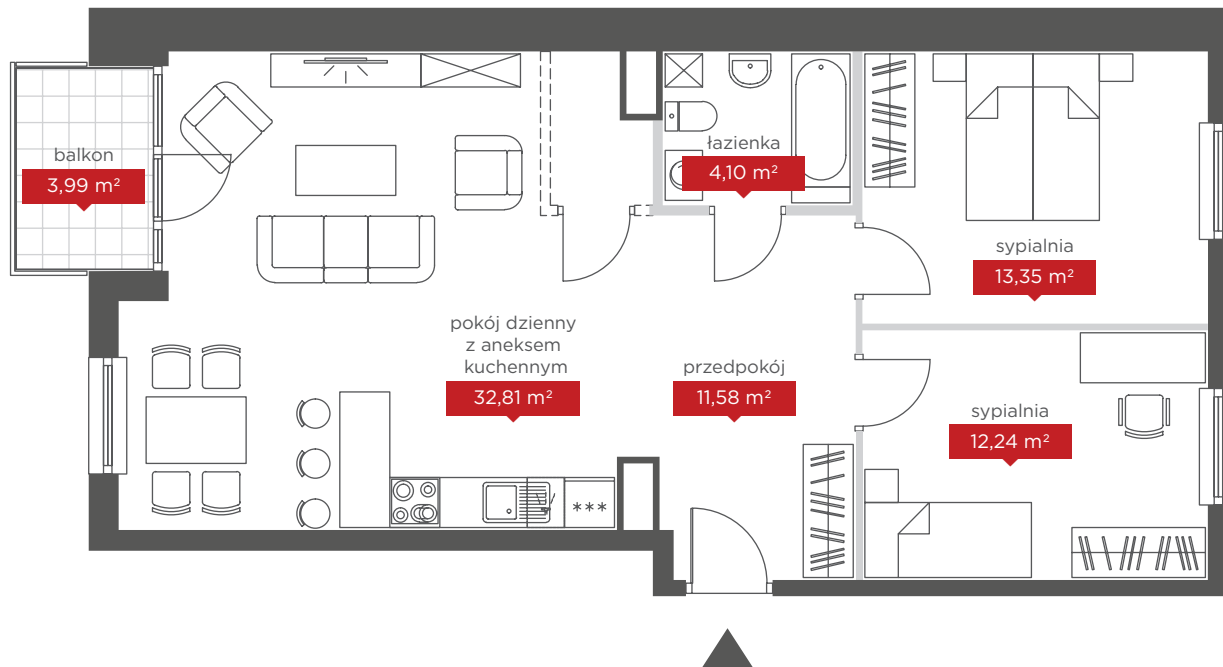 balkon
3,99 m²
łazienka
4,10 m²
sypialnia
13,35 m²
pokój dzienny
z aneksem
kuchennym
32,81 m²
przedpokój
11,58 m²
sypialnia
12,24 m²
***